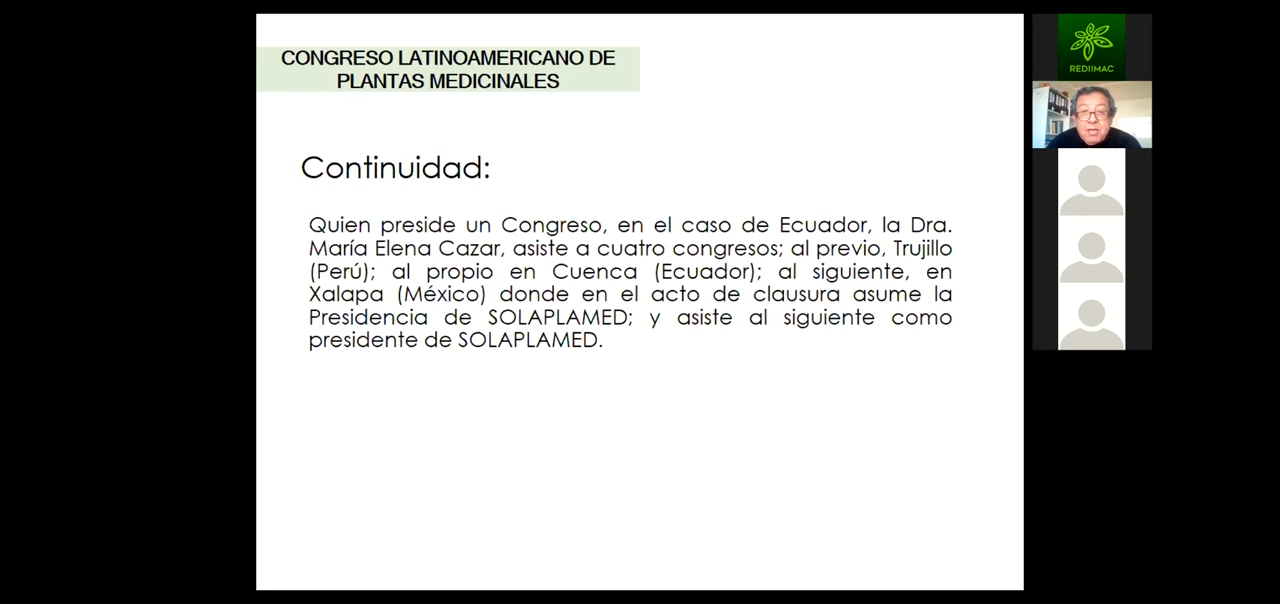 CONGRESO LATINOAMERICANO DE
PLANTAS MEDICINALES
REDIIMAC
Continuidad:
Quien preside un Congreso, en el caso de Ecuador, la Dra.
María Elena Cazar, asiste a cuatro congresos; al previo, Trujillo
(Perú); al propio en Cuenca (Ecuador); al siguiente, en
Xalapa (México) donde en el acto de clausura asume la
Presidencia de SOLAPLAMED; y asiste al siguiente como
presidente de SOLAPLAMED.